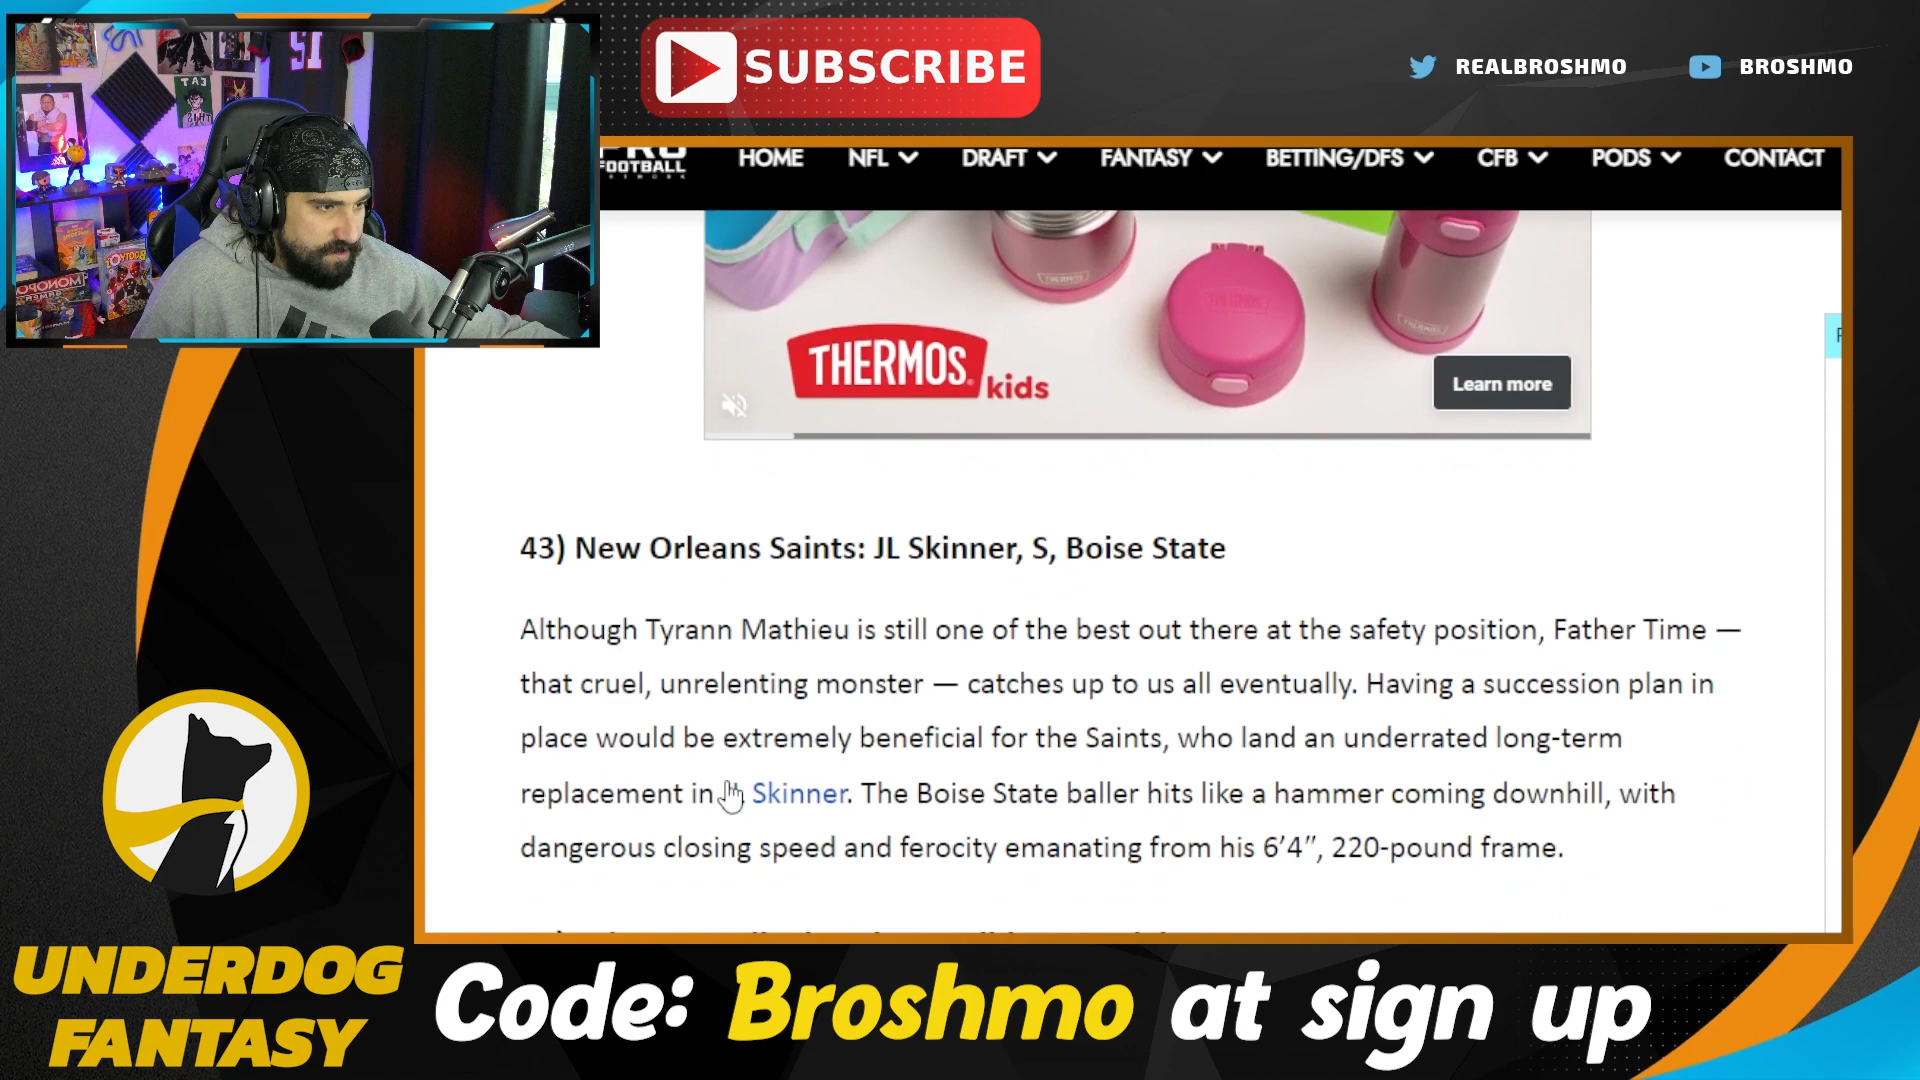 SUBSCRIBE
REALBROSHMO
BROSHMO
PRO
FOOTBALL
NETWORK
HOME
NFL
DRAFT
FANTASY
BETTING/DFS
CFB
PODS
CONTACT
THERMOS
kids
Learn more
43) New Orleans Saints: JL Skinner, S, Boise State
Although Tyrann Mathieu is still one of the best out there at the safety position, Father Time —
that cruel, unrelenting monster — catches up to us all eventually. Having a succession plan in
place would be extremely beneficial for the Saints, who land an underrated long-term
replacement in Skinner. The Boise State baller hits like a hammer coming downhill, with
dangerous closing speed and ferocity emanating from his 6’4”, 220-pound frame.
UNDERDOG
FANTASY
Code: Broshmo at sign up